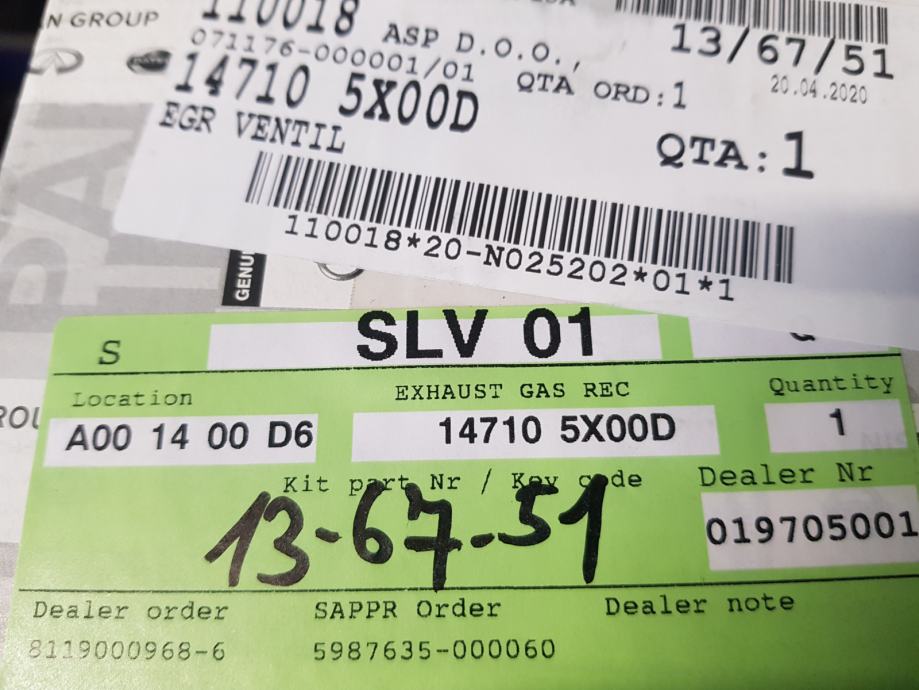 N GROUP
110018 ASP D.O.O.,
13/67/51
071176-000001/01
QTA ORD:1
20.04.2020
14710 5X00D
EGR VENTIL
QTA:1
110018*20-N025202*01*1
GENU
S
SLV 01
Location
EXHAUST GAS REC
Quantity
A00 14 00 D6
14710 5X00D
1
Kit part Nr / Key code
Dealer Nr
13-67-51
019705001
Dealer order
SAPPR Order
Dealer note
8119000968-6
5987635-000060